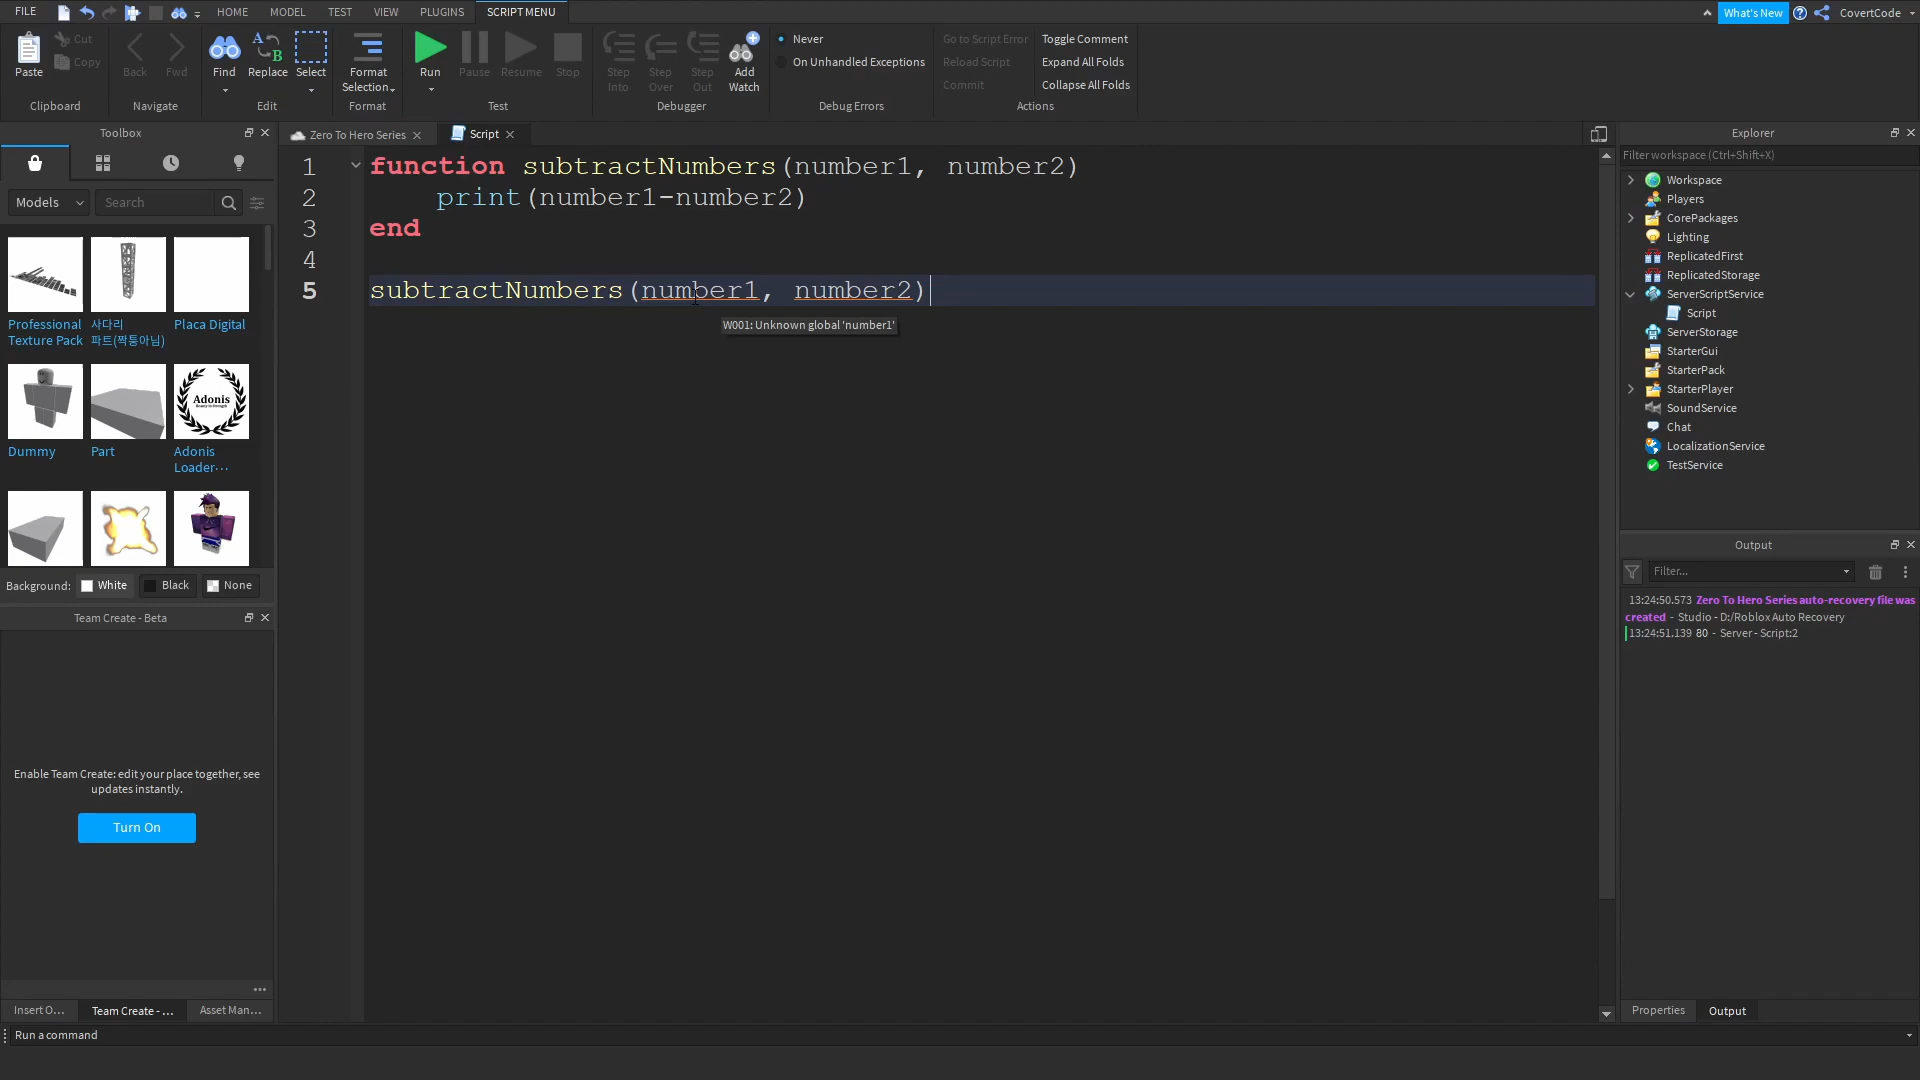 FILE
HOME
MODEL
TEST
VIEW
PLUGINS
SCRIPT MENU
What's New
CovertCode
Paste
Cut
Copy
Clipboard
Back
Fwd
Navigate
Find
Replace
Select
Edit
Format
Selection
Format
Run
Pause
Resume
Stop
Test
Step
Into
Step
Over
Step
Out
Add
Watch
Debugger
Never
On Unhandled Exceptions
Debug Errors
Go to Script Error
Reload Script
Commit
Toggle Comment
Expand All Folds
Collapse All Folds
Actions
Toolbox
Models
Search
Professional
Texture Pack
사다리
파트(짝퉁아님)
Placa Digital
Dummy
Part
Adonis
Adonis
Loader···
Background:
White
Black
None
Team Create - Beta
Enable Team Create: edit your place together, see
updates instantly.
Turn On
Insert O...
Team Create - ...
Asset Man...
Run a command
Zero To Hero Series
Script
1 function subtractNumbers(number1, number2)
2 print(number1-number2)
3 end
4
5 subtractNumbers(number1, number2)
W001: Unknown global 'number1'
Explorer
Filter workspace (Ctrl+Shift+X)
Workspace
Players
CorePackages
Lighting
ReplicatedFirst
ReplicatedStorage
ServerScriptService
Script
ServerStorage
StarterGui
StarterPack
StarterPlayer
SoundService
Chat
LocalizationService
TestService
Output
Filter...
13:24:50.573 Zero To Hero Series auto-recovery file was
created - Studio - D:/Roblox Auto Recovery
13:24:51.139 80 - Server - Script:2
Properties
Output